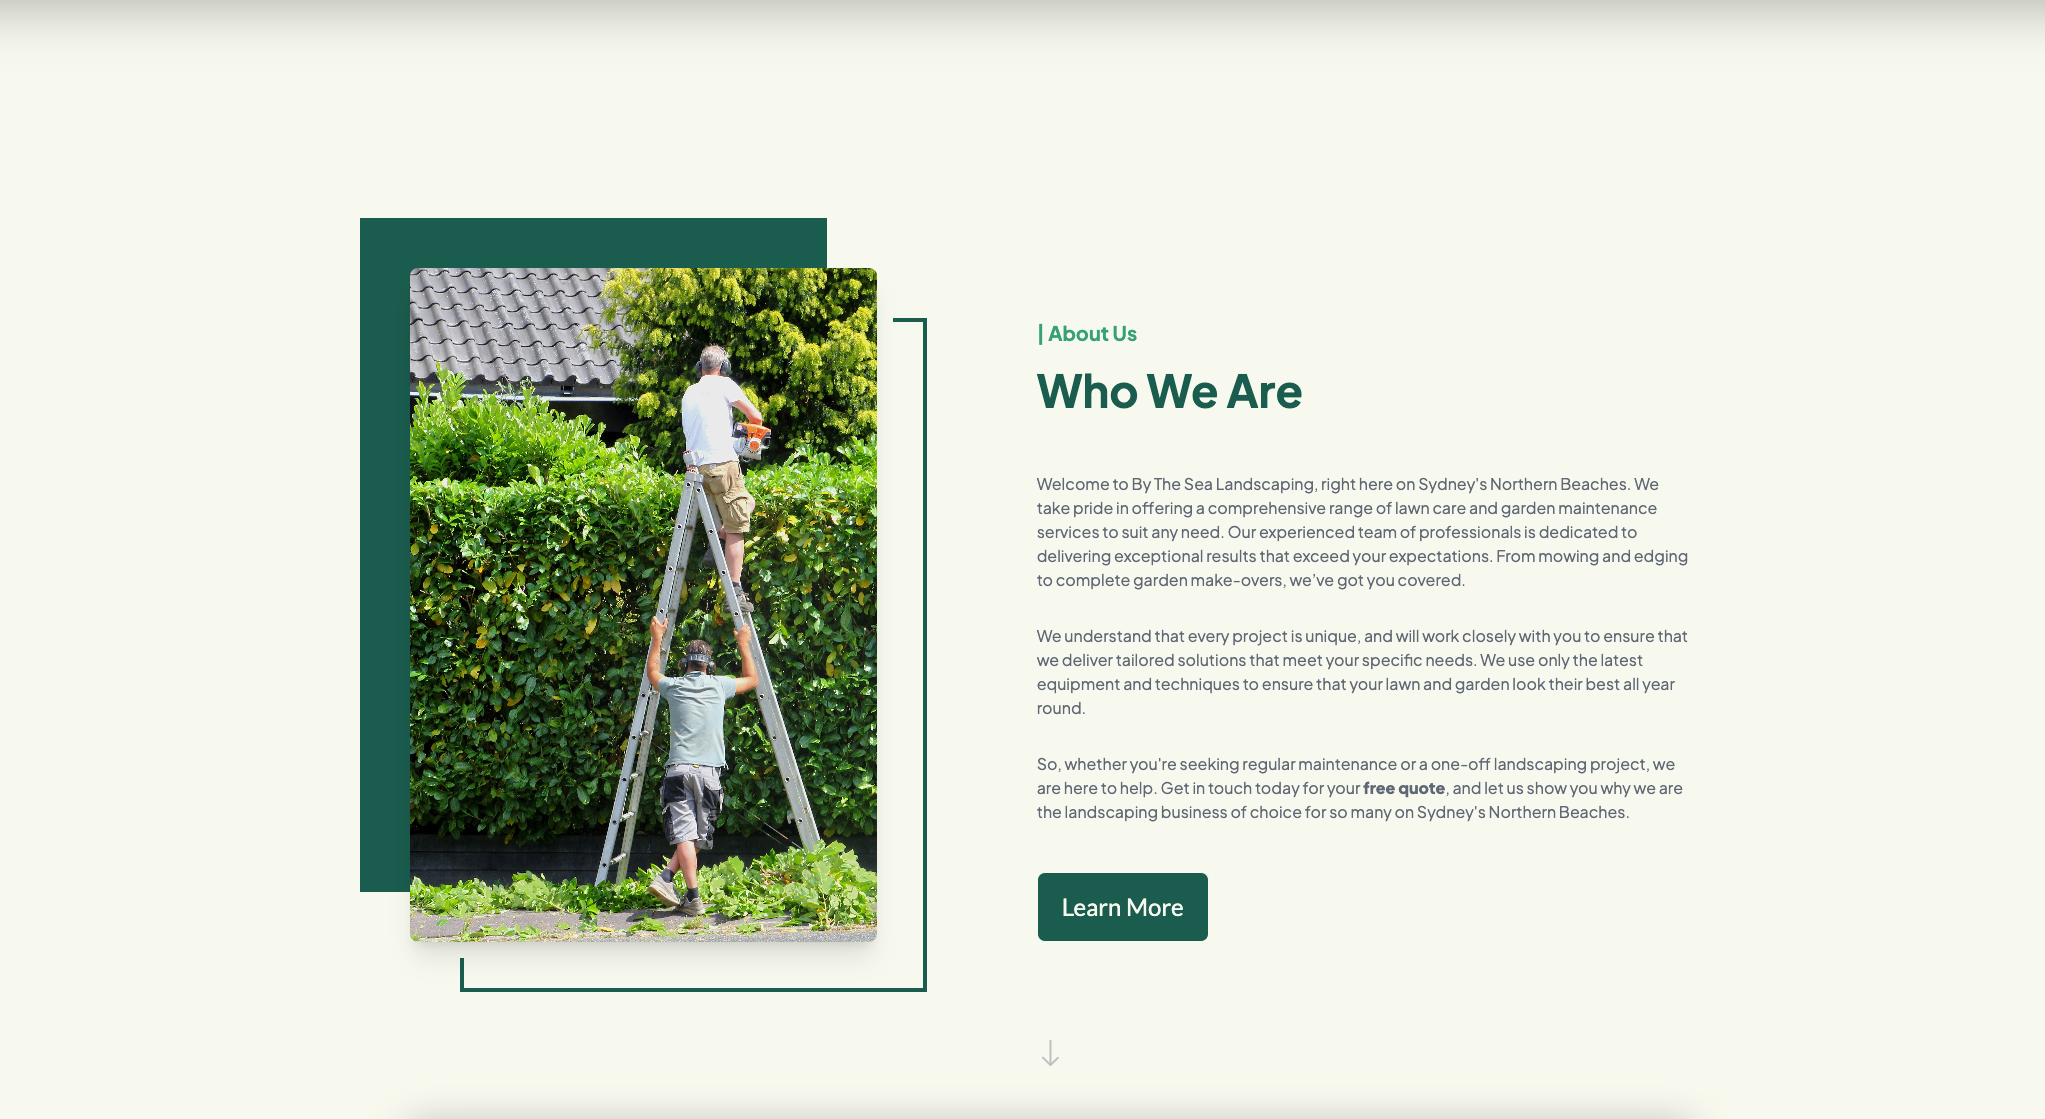 | About Us
Who We Are
Welcome to By The Sea Landscaping, right here on Sydney's Northern Beaches. We
take pride in offering a comprehensive range of lawn care and garden maintenance
services to suit any need. Our experienced team of professionals is dedicated to
delivering exceptional results that exceed your expectations. From mowing and edging
to complete garden make-overs, we've got you covered.
We understand that every project is unique, and will work closely with you to ensure that
we deliver tailored solutions that meet your specific needs. We use only the latest
equipment and techniques to ensure that your lawn and garden look their best all year
round.
So, whether you're seeking regular maintenance or a one-off landscaping project, we
are here to help. Get in touch today for your free quote, and let us show you why we are
the landscaping business of choice for so many on Sydney's Northern Beaches.
Learn More